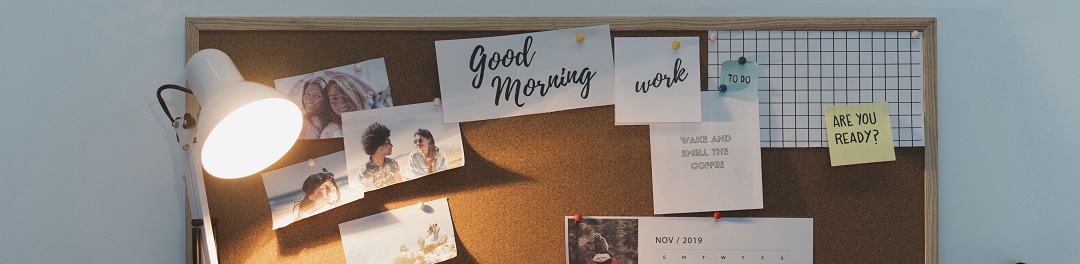 Good
Morning
work
TO DO
ARE YOU
READY?
WAKE AND
SMELL THE
COFFEE
NOV / 2019
S M T W T F S